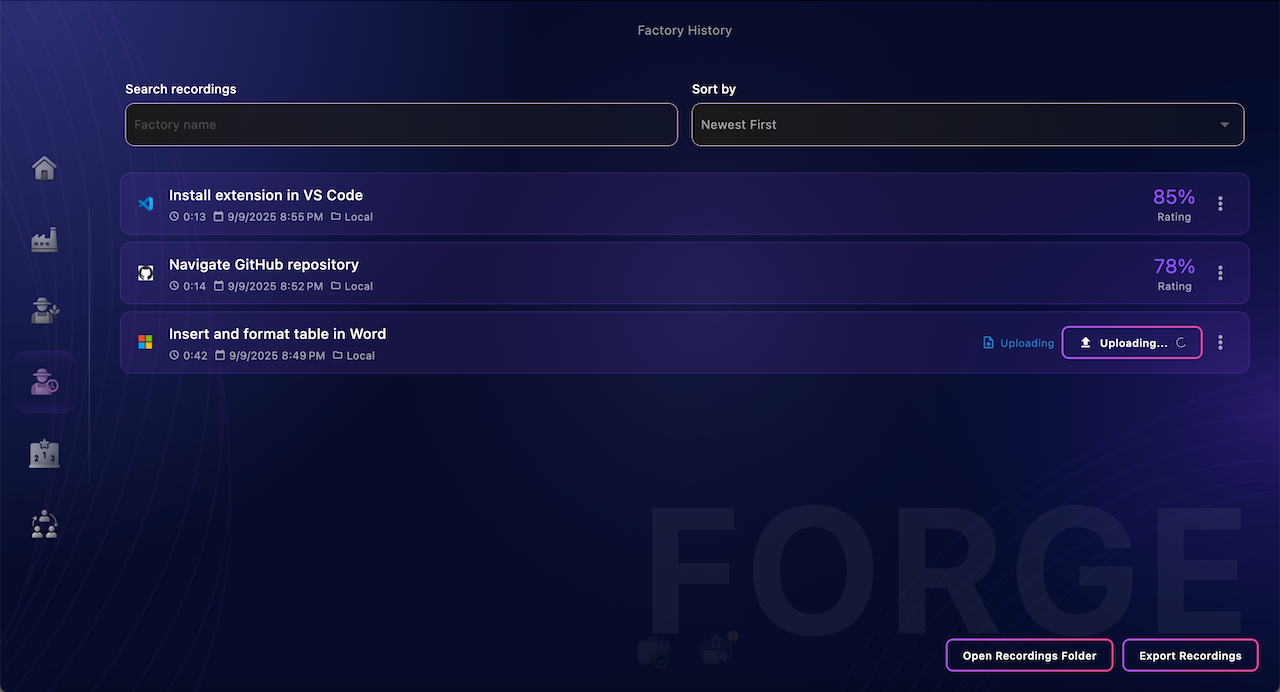 Factory History
Search recordings
Sort by
Factory name
Newest First
Install extension in VS Code
0:13 9/9/2025 8:55 PM Local
85%
Rating
Navigate GitHub repository
0:14 9/9/2025 8:52 PM Local
78%
Rating
Insert and format table in Word
0:42 9/9/2025 8:49 PM Local
Uploading
Uploading...
2 1 3
FORGE
Open Recordings Folder
Export Recordings